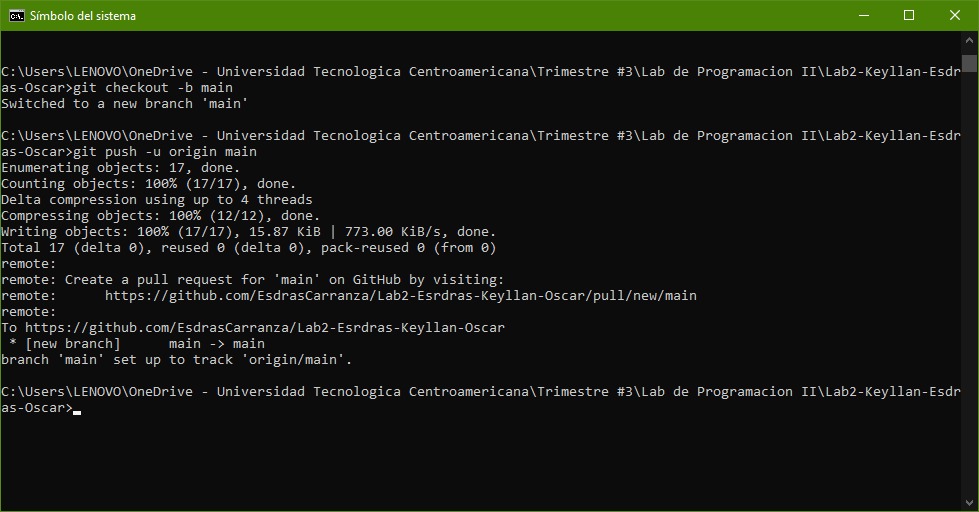 Símbolo del sistema
C:\Users\LENOVO\OneDrive - Universidad Tecnologica Centroamericana\Trimestre #3\Lab de Programacion II\Lab2-Keyllan-Esdr
as-Oscar>git checkout -b main
Switched to a new branch 'main'
C:\Users\LENOVO\OneDrive - Universidad Tecnologica Centroamericana\Trimestre #3\Lab de Programacion II\Lab2-Keyllan-Esdr
as-Oscar>git push -u origin main
Enumerating objects: 17, done.
Counting objects: 100% (17/17), done.
Delta compression using up to 4 threads
Compressing objects: 100% (12/12), done.
Writing objects: 100% (17/17), 15.87 KiB | 773.00 KiB/s, done.
Total 17 (delta 0), reused 0 (delta 0), pack-reused 0 (from 0)
remote:
remote: Create a pull request for 'main' on GitHub by visiting:
remote:      https://github.com/EsdrasCarranza/Lab2-Esrdras-Keyllan-Oscar/pull/new/main
remote:
To https://github.com/EsdrasCarranza/Lab2-Esrdras-Keyllan-Oscar
 * [new branch]      main -> main
branch 'main' set up to track 'origin/main'.
C:\Users\LENOVO\OneDrive - Universidad Tecnologica Centroamericana\Trimestre #3\Lab de Programacion II\Lab2-Keyllan-Esdr
as-Oscar>